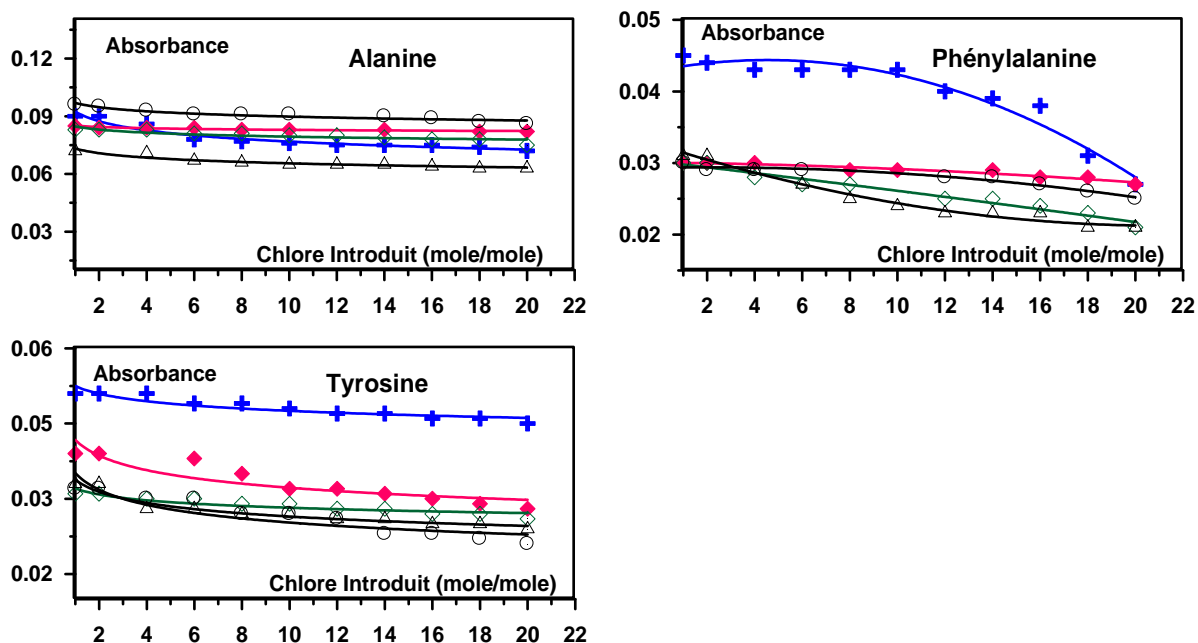 0.12
0.09
0.06
0.03
Absorbance
Alanine
Chlore Introduit (mole/mole)
2 4 6 8 10 12 14 16 18 20 22
0.05
0.04
0.03
0.02
Absorbance
Phénylalanine
Chlore Introduit (mole/mole)
2 4 6 8 10 12 14 16 18 20 22
0.06
0.05
0.03
0.02
Absorbance
Tyrosine
Chlore Introduit (mole/mole)
2 4 6 8 10 12 14 16 18 20 22